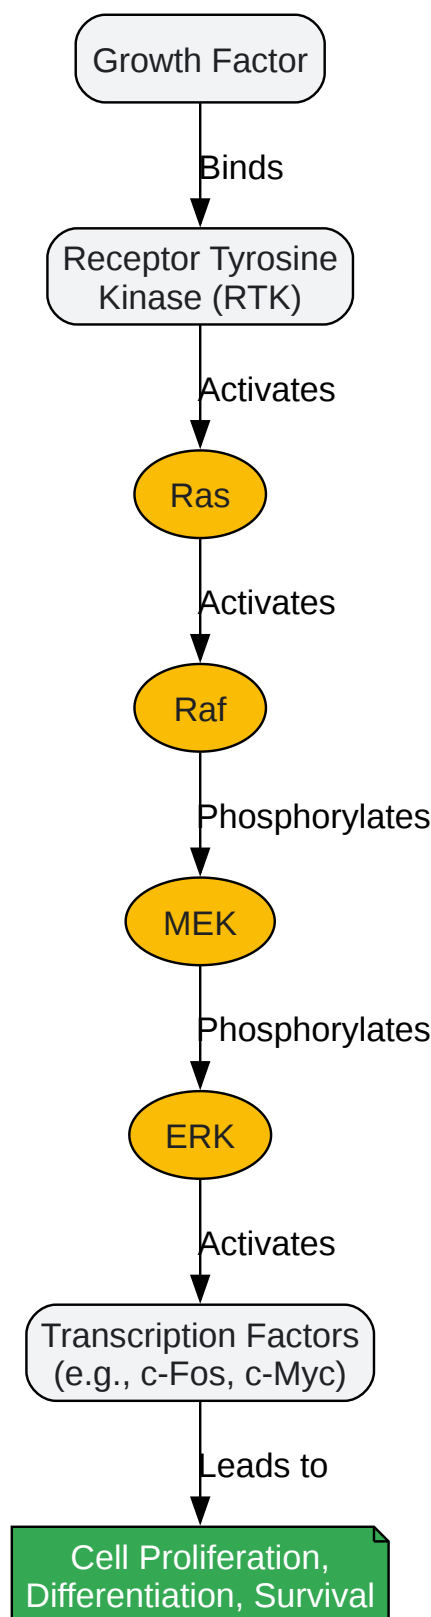 Growth Factor
Binds
Receptor Tyrosine
Kinase (RTK)
Activates
Ras
Activates
Raf
Phosphorylates
MEK
Phosphorylates
ERK
Activates
Transcription Factors
(e.g., c-Fos, c-Myc)
Leads to
Cell Proliferation,
Differentiation, Survival